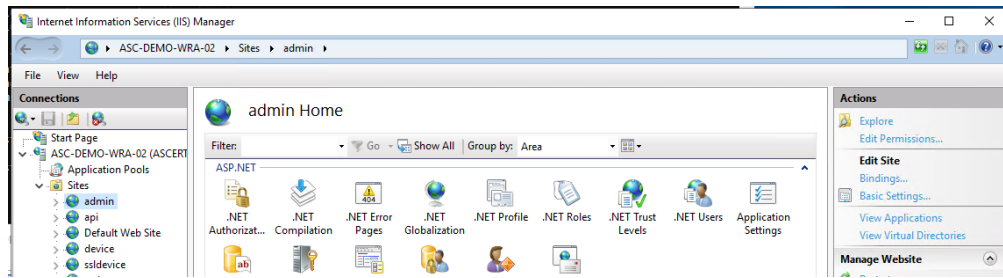 Internet Information Services (IIS) Manager
ASC-DEMO-WRA-02 Sites admin
File View Help
Connections
Start Page
ASC-DEMO-WRA-02 (ASCERT
Application Pools
Sites
admin
api
Default Web Site
device
ssldevice
admin Home
Filter: Go Show All Group by: Area
ASP.NET
.NET Authorizat...
.NET Compilation
404
.NET Error Pages
.NET Globalization
.NET Profile
.NET Roles
.NET Trust Levels
.NET Users
Application Settings
ab
Actions
Explore
Edit Permissions...
Edit Site
Bindings...
Basic Settings...
View Applications
View Virtual Directories
Manage Website